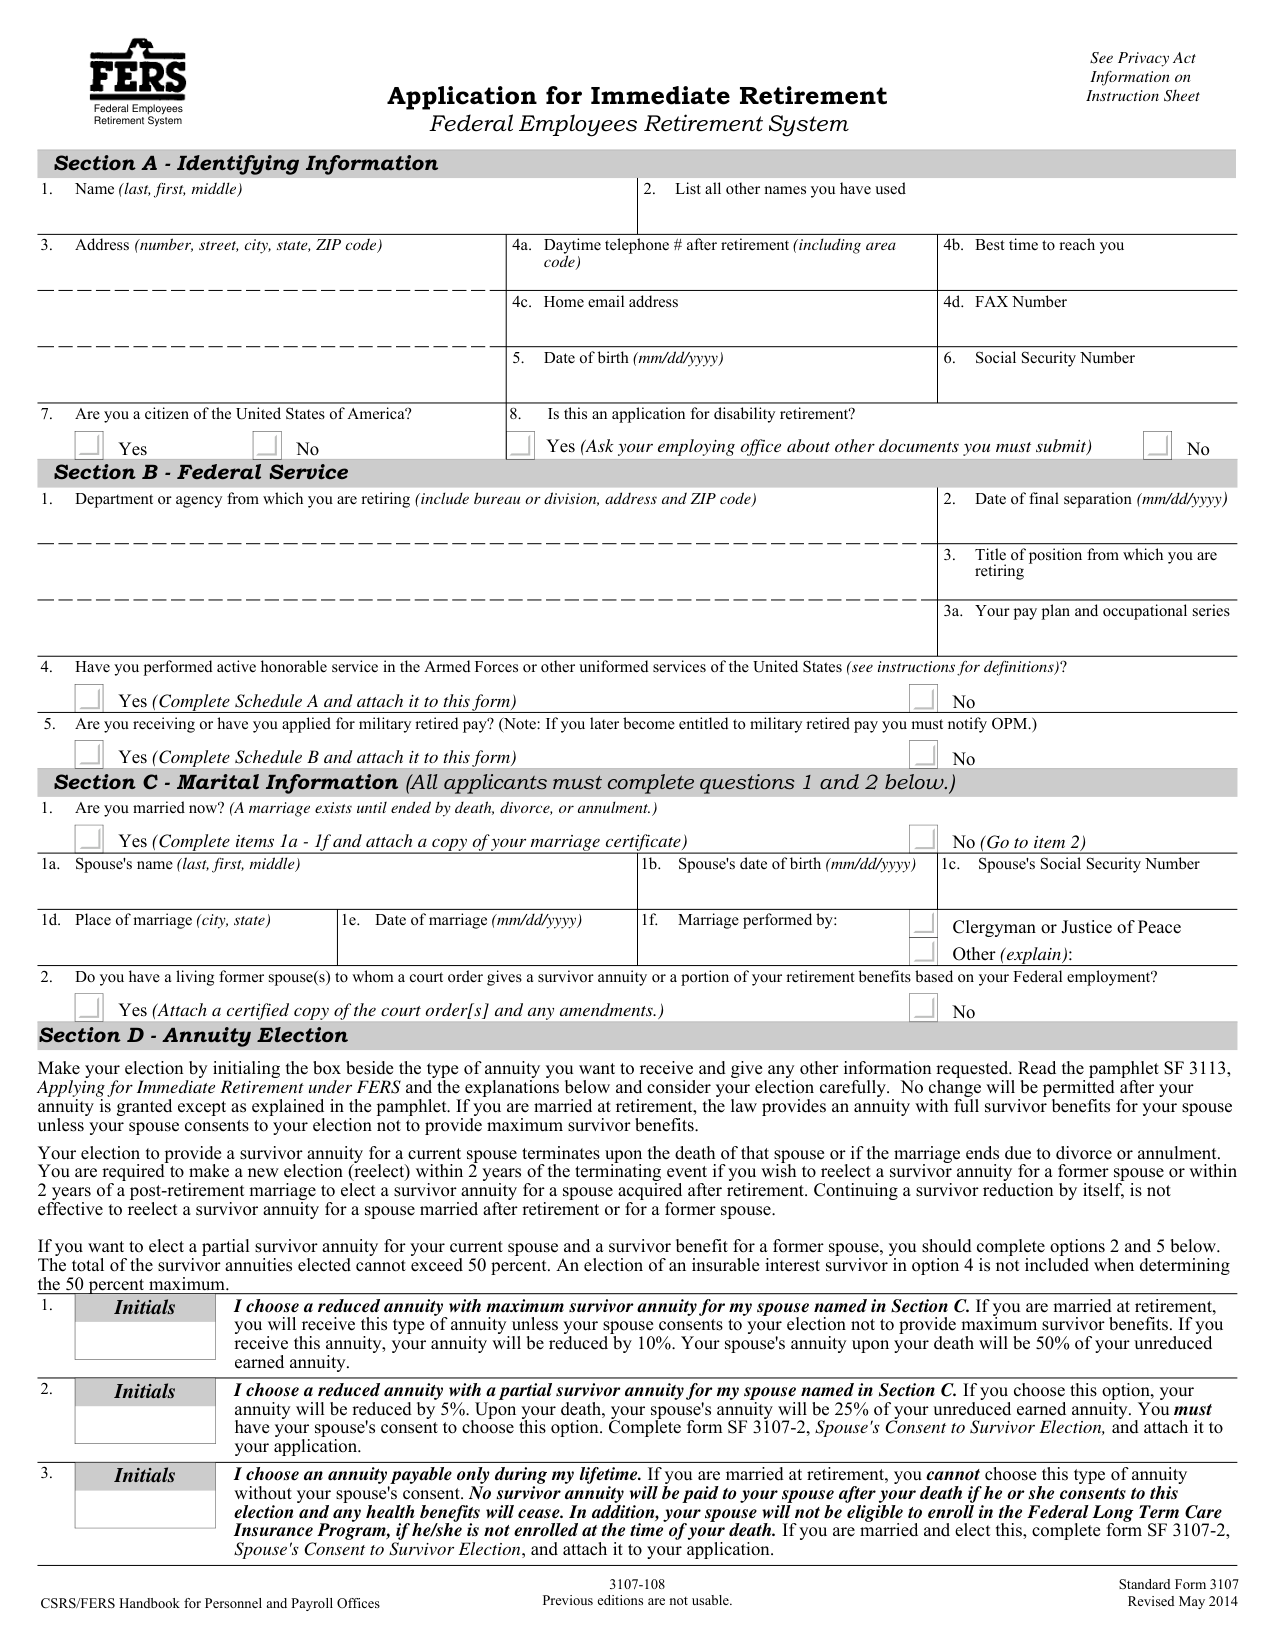 FERS
Federal Employees
Retirement System
Application for Immediate Retirement
Federal Employees Retirement System
See Privacy Act
Information on
Instruction Sheet
Section A - Identifying Information
1. Name (last, first, middle)
2. List all other names you have used
3. Address (number, street, city, state, ZIP code)
4a. Daytime telephone # after retirement (including area
code)
4b. Best time to reach you
4c. Home email address
4d. FAX Number
5. Date of birth (mm/dd/yyyy)
6. Social Security Number
7. Are you a citizen of the United States of America?
Yes No
8. Is this an application for disability retirement?
Yes (Ask your employing office about other documents you must submit) No
Section B - Federal Service
1. Department or agency from which you are retiring (include bureau or division, address and ZIP code)
2. Date of final separation (mm/dd/yyyy)
3. Title of position from which you are
retiring
3a. Your pay plan and occupational series
4. Have you performed active honorable service in the Armed Forces or other uniformed services of the United States (see instructions for definitions)?
Yes (Complete Schedule A and attach it to this form) No
5. Are you receiving or have you applied for military retired pay? (Note: If you later become entitled to military retired pay you must notify OPM.)
Yes (Complete Schedule B and attach it to this form) No
Section C - Marital Information (All applicants must complete questions 1 and 2 below.)
1. Are you married now? (A marriage exists until ended by death, divorce, or annulment.)
Yes (Complete items 1a - 1f and attach a copy of your marriage certificate) No (Go to item 2)
1a. Spouse's name (last, first, middle)
1b. Spouse's date of birth (mm/dd/yyyy)
1c. Spouse's Social Security Number
1d. Place of marriage (city, state)
1e. Date of marriage (mm/dd/yyyy)
1f. Marriage performed by:
Clergyman or Justice of Peace
Other (explain):
2. Do you have a living former spouse(s) to whom a court order gives a survivor annuity or a portion of your retirement benefits based on your Federal employment?
Yes (Attach a certified copy of the court order[s] and any amendments.) No
Section D - Annuity Election
Make your election by initialing the box beside the type of annuity you want to receive and give any other information requested. Read the pamphlet SF 3113,
Applying for Immediate Retirement under FERS and the explanations below and consider your election carefully. No change will be permitted after your
annuity is granted except as explained in the pamphlet. If you are married at retirement, the law provides an annuity with full survivor benefits for your spouse
unless your spouse consents to your election not to provide maximum survivor benefits.
Your election to provide a survivor annuity for a current spouse terminates upon the death of that spouse or if the marriage ends due to divorce or annulment.
You are required to make a new election (reelect) within 2 years of the terminating event if you wish to reelect a survivor annuity for a former spouse or within
2 years of a post-retirement marriage to elect a survivor annuity for a spouse acquired after retirement. Continuing a survivor reduction by itself, is not
effective to reelect a survivor annuity for a spouse married after retirement or for a former spouse.
If you want to elect a partial survivor annuity for your current spouse and a survivor benefit for a former spouse, you should complete options 2 and 5 below.
The total of the survivor annuities elected cannot exceed 50 percent. An election of an insurable interest survivor in option 4 is not included when determining
the 50 percent maximum.
1. Initials
I choose a reduced annuity with maximum survivor annuity for my spouse named in Section C. If you are married at retirement,
you will receive this type of annuity unless your spouse consents to your election not to provide maximum survivor benefits. If you
receive this annuity, your annuity will be reduced by 10%. Your spouse's annuity upon your death will be 50% of your unreduced
earned annuity.
2. Initials
I choose a reduced annuity with a partial survivor annuity for my spouse named in Section C. If you choose this option, your
annuity will be reduced by 5%. Upon your death, your spouse's annuity will be 25% of your unreduced earned annuity. You must
have your spouse's consent to choose this option. Complete form SF 3107-2, Spouse's Consent to Survivor Election, and attach it to
your application.
3. Initials
I choose an annuity payable only during my lifetime. If you are married at retirement, you cannot choose this type of annuity
without your spouse's consent. No survivor annuity will be paid to your spouse after your death if he or she consents to this
election and any health benefits will cease. In addition, your spouse will not be eligible to enroll in the Federal Long Term Care
Insurance Program, if he/she is not enrolled at the time of your death. If you are married and elect this, complete form SF 3107-2,
Spouse's Consent to Survivor Election, and attach it to your application.
CSRS/FERS Handbook for Personnel and Payroll Offices
3107-108
Previous editions are not usable.
Standard Form 3107
Revised May 2014